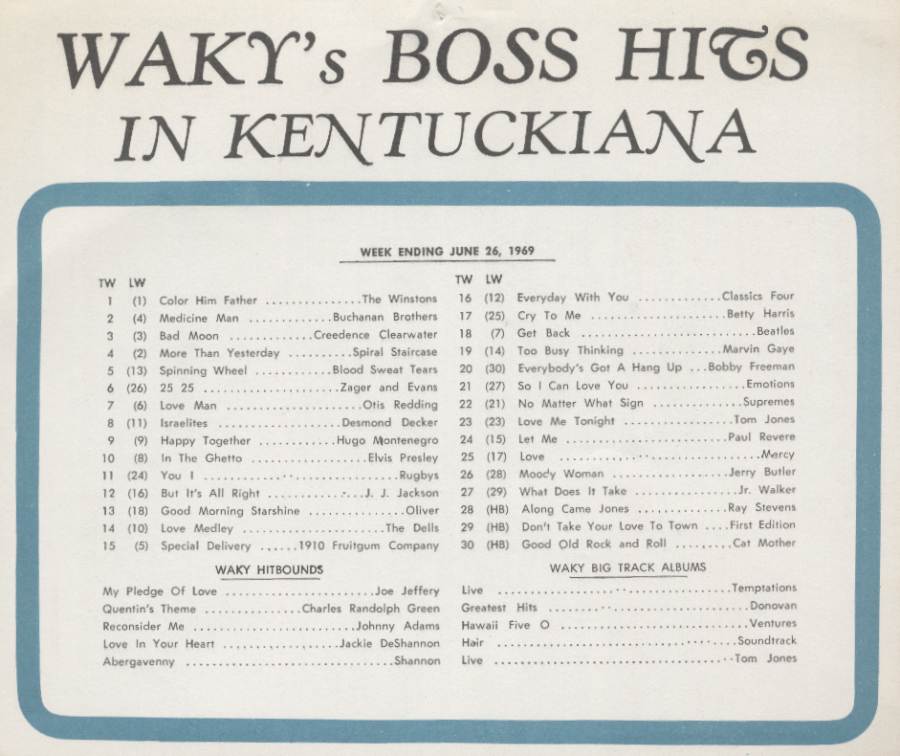 WAKY's BOSS HITS
IN KENTUCKIANA
WEEK ENDING JUNE 26, 1969
TW LW
1 (1) Color Him Father ...............The Winstons
2 (4) Medicine Man .............Buchanan Brothers
3 (3) Bad Moon .............Creedence Clearwater
4 (2) More Than Yesterday ..........Spiral Staircase
5 (13) Spinning Wheel ............Blood Sweat Tears
6 (26) 25 25 .....................Zager and Evans
7 (6) Love Man .....................Otis Redding
8 (11) Israelites ...................Desmond Decker
9 (9) Happy Together ............Hugo Montenegro
10 (8) In The Ghetto ..................Elvis Presley
11 (24) You I ...........................Rugbys
12 (16) But It's All Right ..............J. J. Jackson
13 (18) Good Morning Starshine ...............Oliver
14 (10) Love Medley .....................The Dells
15 (5) Special Delivery ......1910 Fruitgum Company
TW LW
16 (12) Everyday With You ............Classics Four
17 (25) Cry To Me .....................Betty Harris
18 (7) Get Back ...........................Beatles
19 (14) Too Busy Thinking ..............Marvin Gaye
20 (30) Everybody's Got A Hang Up ...Bobby Freeman
21 (27) So I Can Love You .................Emotions
22 (21) No Matter What Sign ..............Supremes
23 (23) Love Me Tonight .................Tom Jones
24 (15) Let Me .........................Paul Revere
25 (17) Love .................................Mercy
26 (28) Moody Woman ...................Jerry Butler
27 (29) What Does It Take ................Jr. Walker
28 (HB) Along Came Jones ..............Ray Stevens
29 (HB) Don't Take Your Love To Town ....First Edition
30 (HB) Good Old Rock and Roll .........Cat Mother
WAKY HITBOUNDS
My Pledge Of Love .......................Joe Jeffery
Quentin's Theme ...............Charles Randolph Green
Reconsider Me .........................Johnny Adams
Love In Your Heart ..................Jackie DeShannon
Abergavenny ................................Shannon
WAKY BIG TRACK ALBUMS
Live ....................................Temptations
Greatest Hits ...............................Donovan
Hawaii Five O .............................Ventures
Hair .....................................Soundtrack
Live .....................................Tom Jones